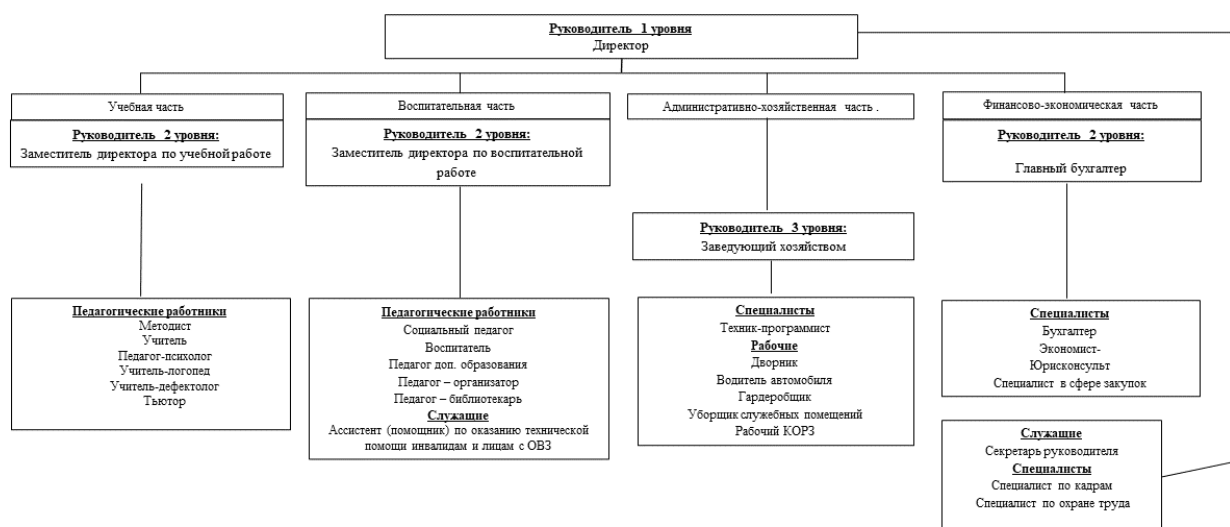 Руководитель 1 уровня
Директор
Учебная часть
Руководитель 2 уровня:
Заместитель директора по учебной работе
Воспитательная часть
Руководитель 2 уровня:
Заместитель директора по воспитательной
работе
Административно-хозяйственная часть .
Финансово-экономическая часть
Руководитель 2 уровня:
Главный бухгалтер
Руководитель 3 уровня:
Заведующий хозяйством
Педагогические работники
Методист
Учитель
Педагог-психолог
Учитель-логопед
Учитель-дефектолог
Тьютор
Педагогические работники
Социальный педагог
Воспитатель
Педагог доп. образования
Педагог – организатор
Педагог – библиотекарь
Служащие
Ассистент (помощник) по оказанию технической
помощи инвалидам и лицам с ОВЗ
Специалисты
Техник-программист
Рабочие
Дворник
Водитель автомобиля
Гардеробщик
Уборщик служебных помещений
Рабочий КОРЗ
Специалисты
Бухгалтер
Экономист-
Юрисконсульт
Специалист в сфере закупок
Служащие
Секретарь руководителя
Специалисты
Специалист по кадрам
Специалист по охране труда